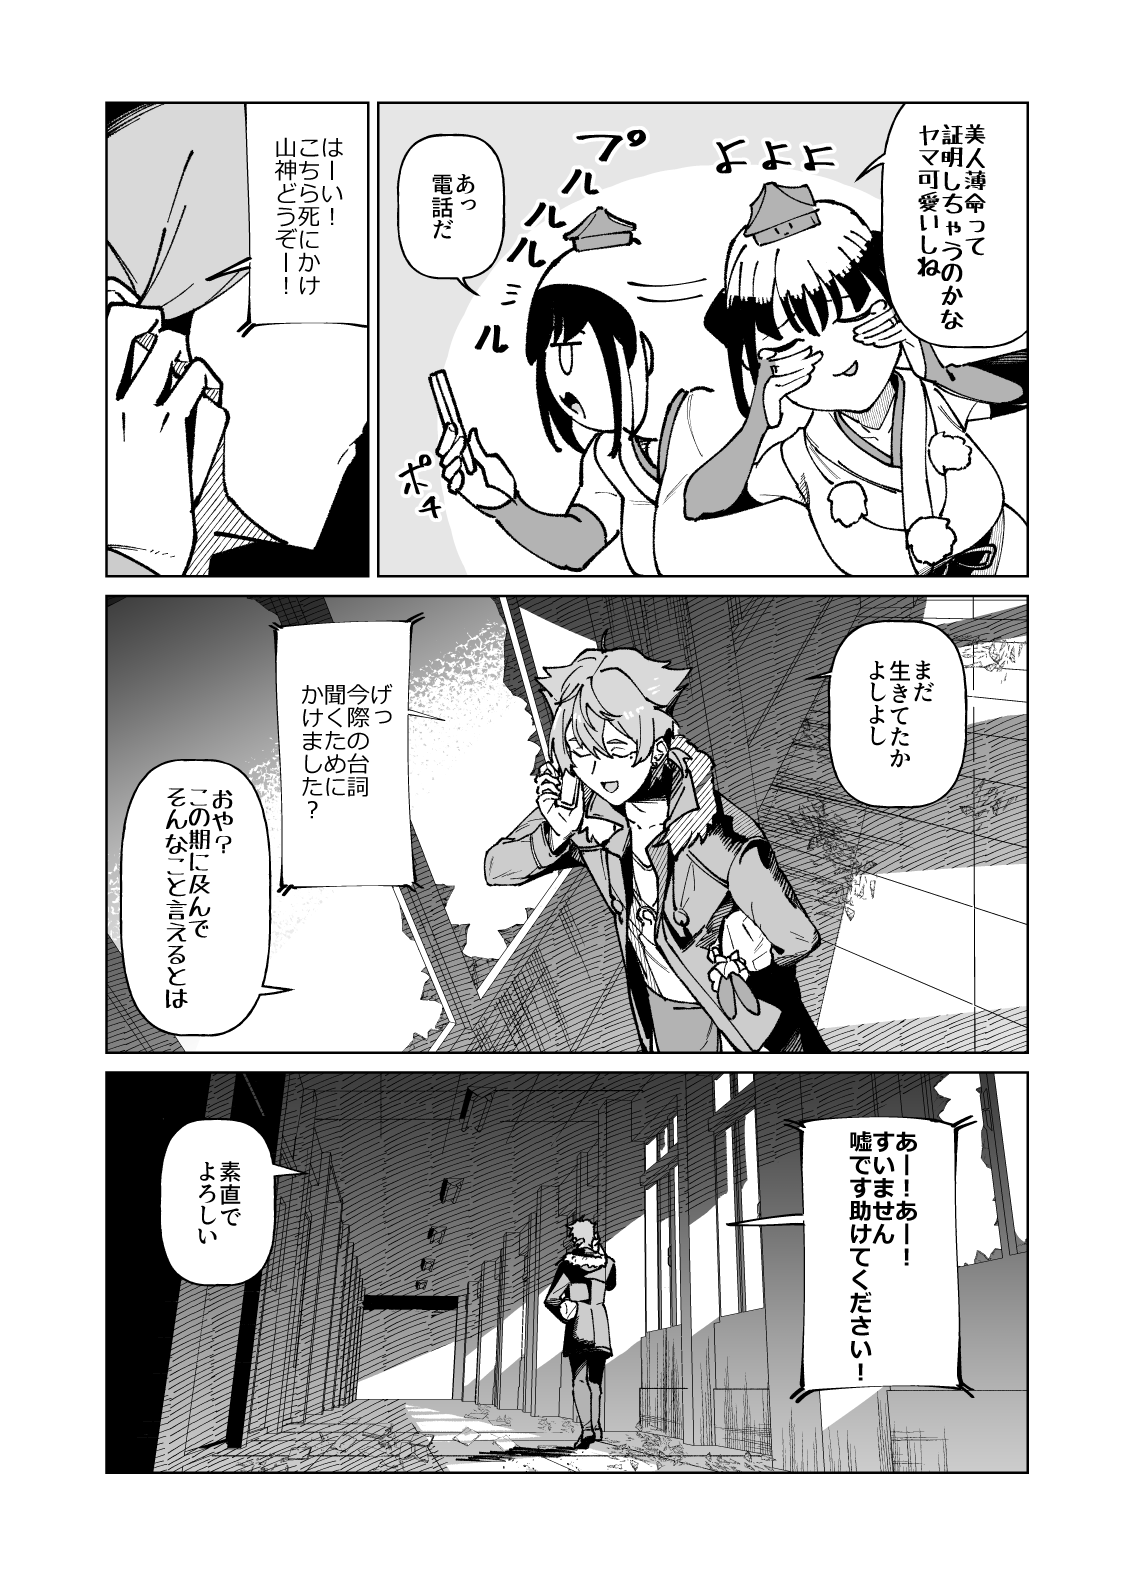 美人薄命って
証明しちゃうのかな
ヤマ可愛いしね
よよよ
プルルルルル
あっ
電話だ
ポチ
はーい！
こちら死にかけ
山神どうぞー！
まだ
生きてたか
よしよし
げっ
今際の台詞
聞くために
かけました？
おや？
この期に及んで
そんなこと言えるとは
あー！あー！
すいません
嘘です助けてください！
素直で
よろしい